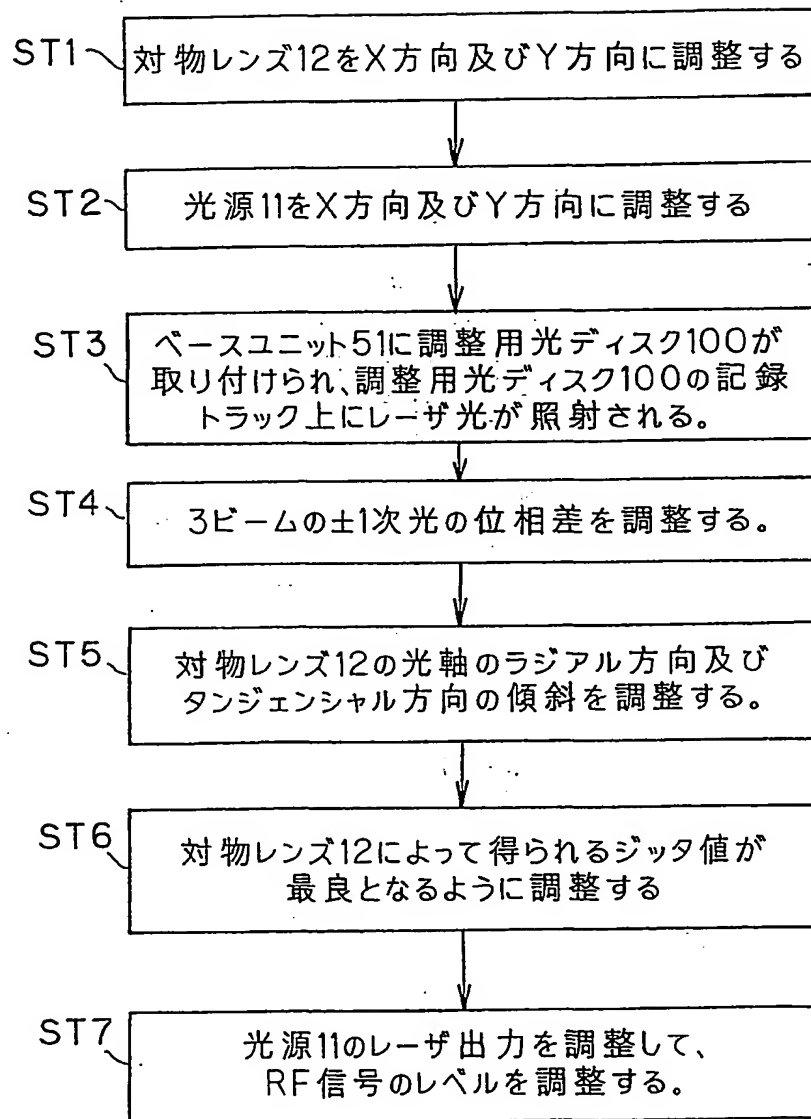 ST1
対物レンズ12をX方向及びY方向に調整する
ST2
光源11をX方向及びY方向に調整する
ST3
ベースユニット51に調整用光ディスク100が
取り付けられ、調整用光ディスク100の記録
トラック上にレーザ光が照射される。
ST4
3ビームの±1次光の位相差を調整する。
ST5
対物レンズ12の光軸のラジアル方向及び
タンジェンシャル方向の傾斜を調整する。
ST6
対物レンズ12によって得られるジッタ値が
最良となるように調整する
ST7
光源11のレーザ出力を調整して、
RF信号のレベルを調整する。